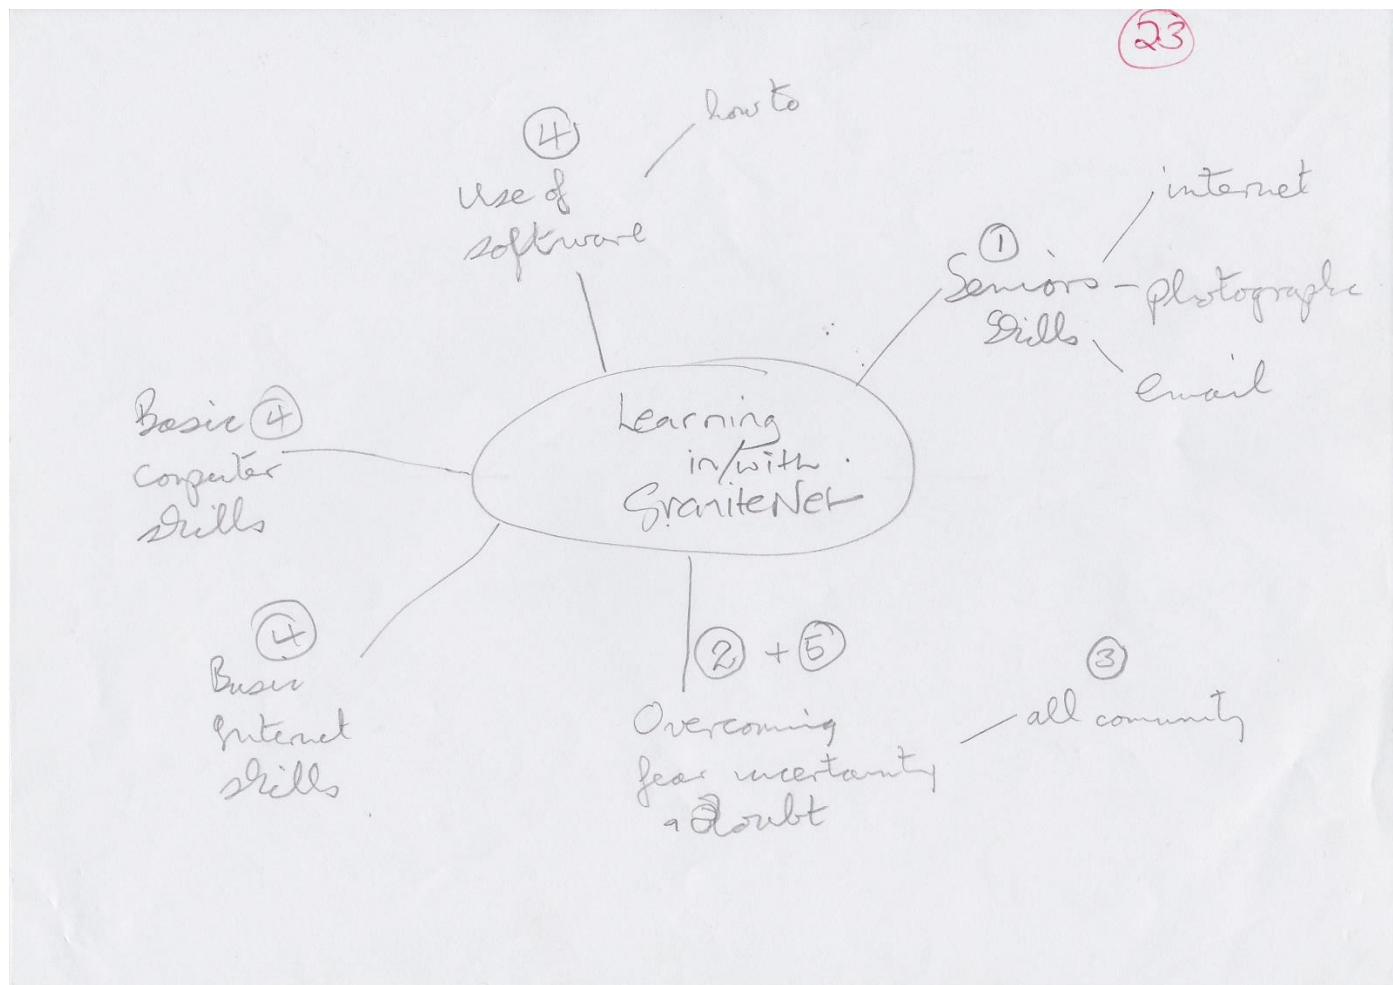 23
how to
4
Use of
software
internet
1
Seniors
skills
photographic
email
Learning
in/with
GraniteNet
Basic 4
computer
skills
4
Basic
Internet
skills
2 + 5
Overcoming
fear uncertainty
a doubt
3
all comunity